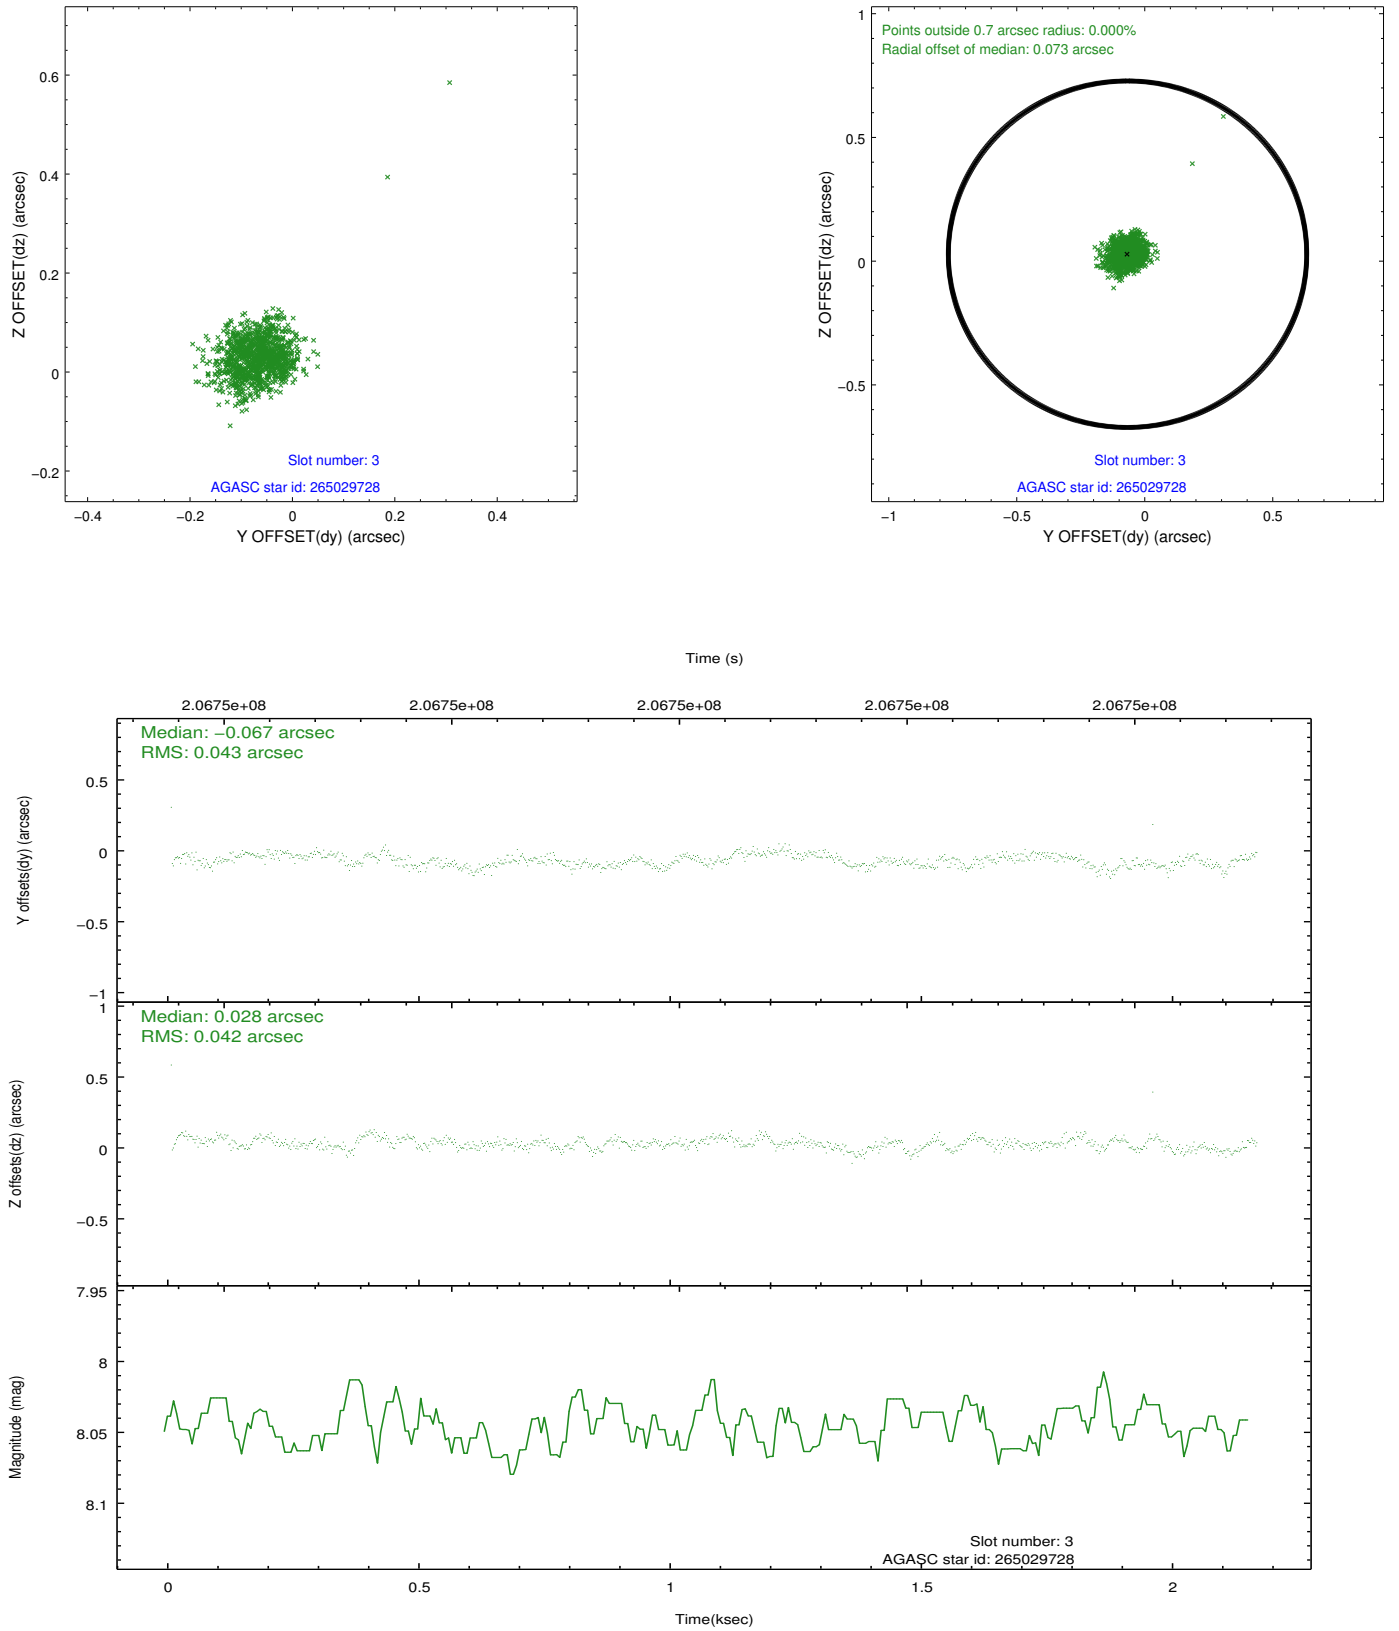 0.6
0.4
0.2
0
−0.2
Z OFFSET(dz) (arcsec)
Slot number: 3
AGASC star id: 265029728
−0.4 −0.2 0 0.2 0.4
Y OFFSET(dy) (arcsec)
Points outside 0.7 arcsec radius: 0.000%
Radial offset of median: 0.073 arcsec
1
0.5
0
−0.5
Z OFFSET(dz) (arcsec)
Slot number: 3
AGASC star id: 265029728
−1 −0.5 0 0.5
Y OFFSET(dy) (arcsec)
Time (s)
2.0675e+08 2.0675e+08 2.0675e+08 2.0675e+08 2.0675e+08
Median: −0.067 arcsec
RMS: 0.043 arcsec
0.5
0
−0.5
−1
Y offsets(dy) (arcsec)
Median: 0.028 arcsec
RMS: 0.042 arcsec
1
0.5
0
−0.5
Z offsets(dz) (arcsec)
7.95
8
8.05
8.1
Magnitude (mag)
Slot number: 3
AGASC star id: 265029728
0 0.5 1 1.5 2
Time(ksec)